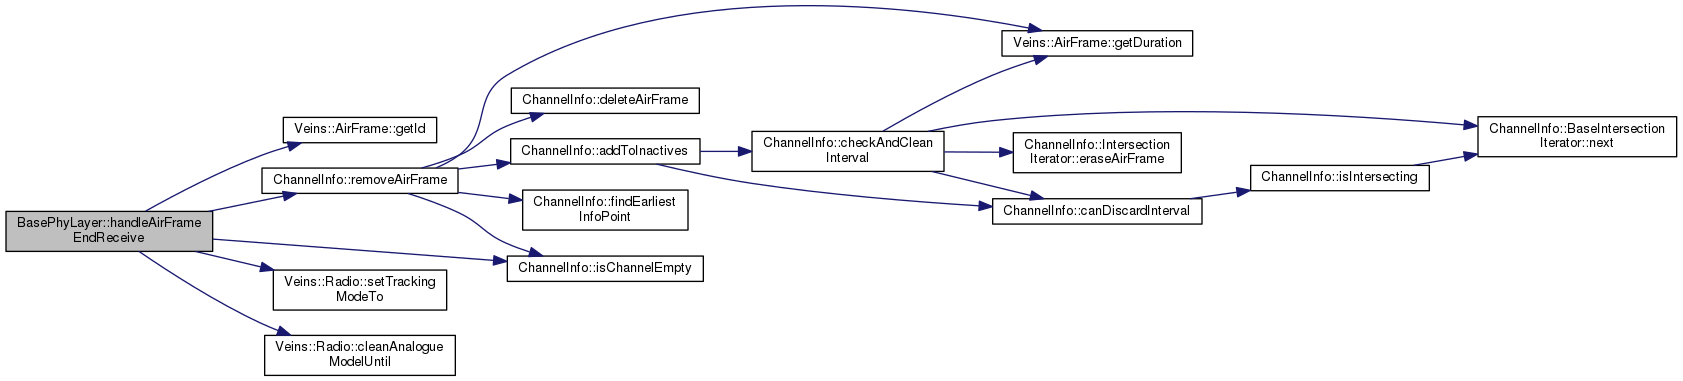 BasePhyLayer::handleAirFrame
EndReceive
Veins::AirFrame::getId
ChannelInfo::removeAirFrame
Veins::Radio::setTracking
ModeTo
Veins::Radio::cleanAnalogue
ModelUntil
ChannelInfo::deleteAirFrame
ChannelInfo::addToInactives
ChannelInfo::findEarliest
InfoPoint
ChannelInfo::isChannelEmpty
ChannelInfo::checkAndClean
Interval
Veins::AirFrame::getDuration
ChannelInfo::Intersection
Iterator::eraseAirFrame
ChannelInfo::canDiscardInterval
ChannelInfo::isIntersecting
ChannelInfo::BaseIntersection
Iterator::next